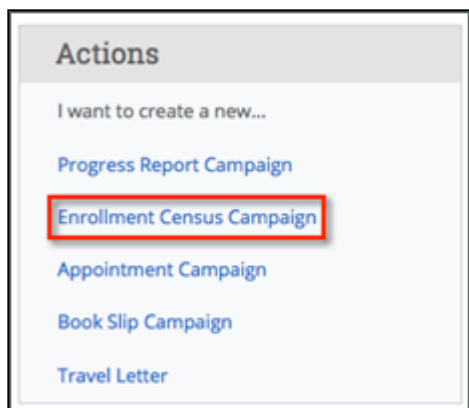 Actions
I want to create a new...
Progress Report Campaign
Enrollment Census Campaign
Appointment Campaign
Book Slip Campaign
Travel Letter